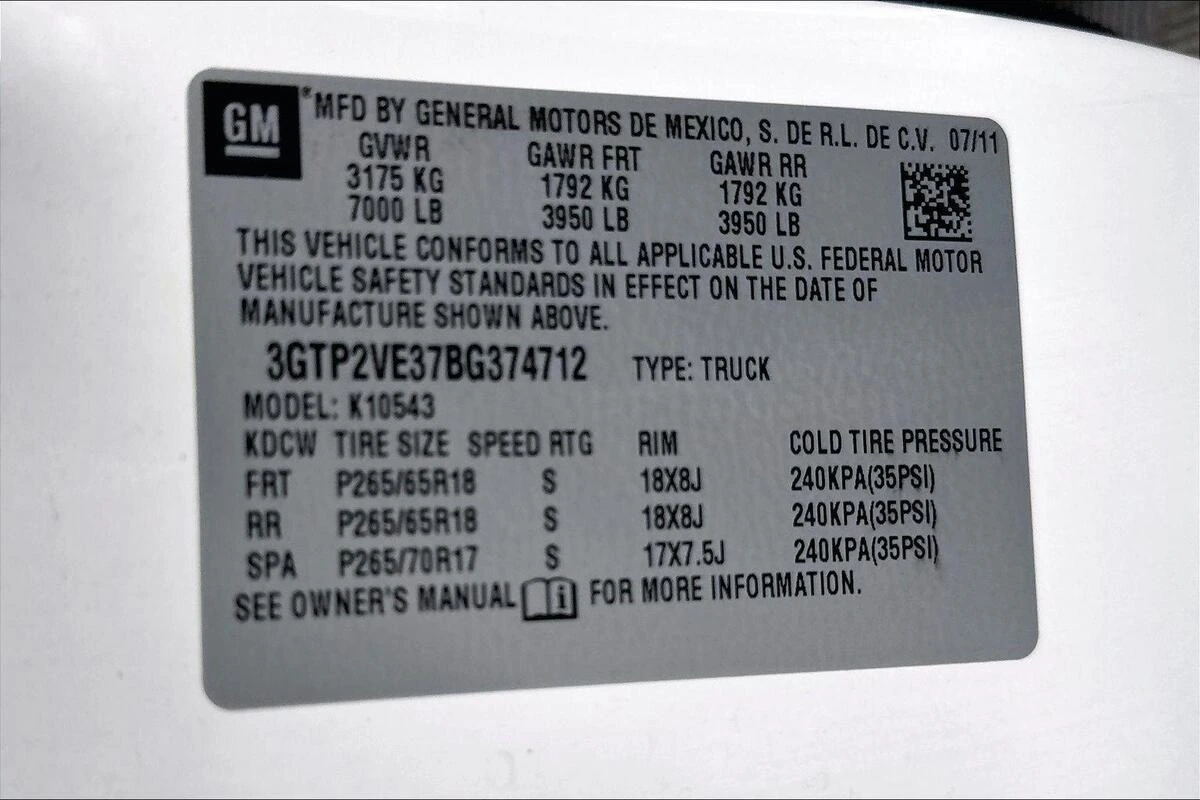 GM *MFD BY GENERAL MOTORS DE MEXICO, S. DE R.L. DE C.V. 07/11
GVWR GAWR FRT GAWR RR
3175 KG 1792 KG 1792 KG
7000 LB 3950 LB 3950 LB
THIS VEHICLE CONFORMS TO ALL APPLICABLE U.S. FEDERAL MOTOR
VEHICLE SAFETY STANDARDS IN EFFECT ON THE DATE OF
MANUFACTURE SHOWN ABOVE.
3GTP2VE37BG374712 TYPE: TRUCK
MODEL: K10543
KDCW TIRE SIZE SPEED RTG RIM COLD TIRE PRESSURE
FRT P265/65R18 S 18X8J 240KPA(35PSI)
RR P265/65R18 S 18X8J 240KPA(35PSI)
SPA P265/70R17 S 17X7.5J 240KPA(35PSI)
SEE OWNER'S MANUAL i FOR MORE INFORMATION.